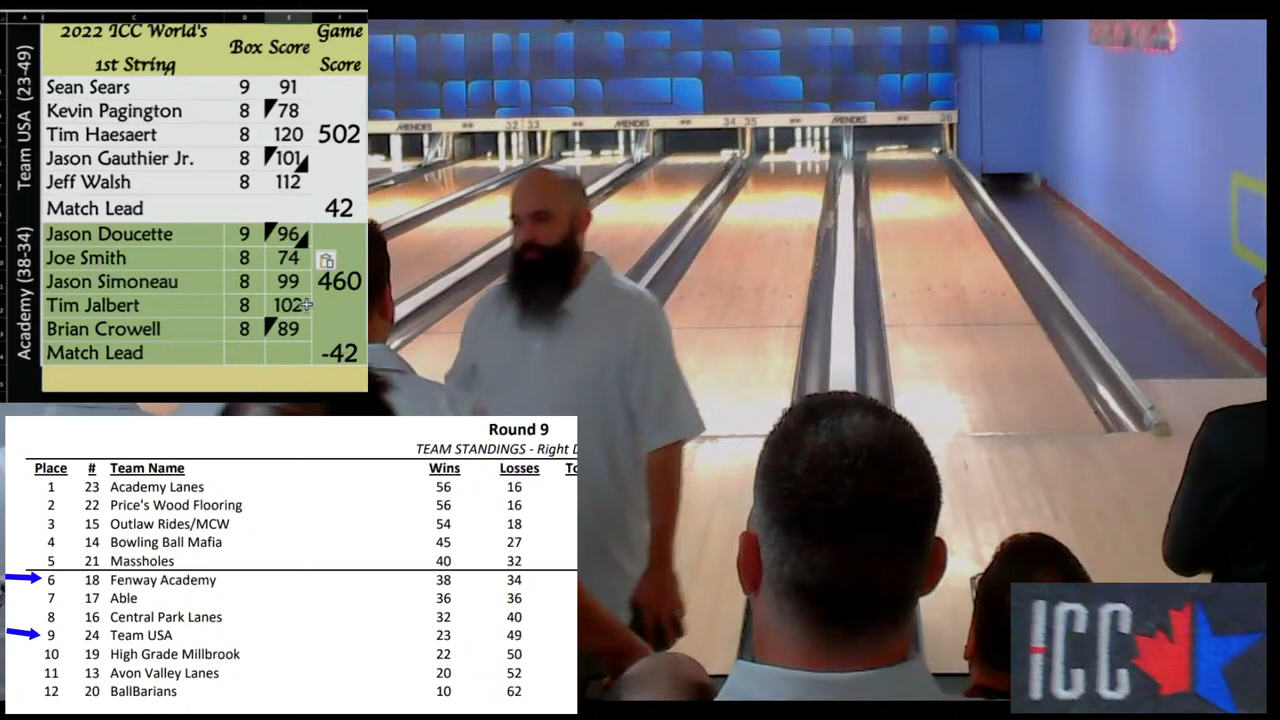 A C D E F
2022 ICC World's Game
Box Score
1st String Score
Team USA (23-49)
Sean Sears 9 91
Kevin Pagington 8 78
Tim Haesaert 8 120 502
Jason Gauthier Jr. 8 101
Jeff Walsh 8 112
Match Lead 42
Academy (38-34)
Jason Doucette 9 96
Joe Smith 8 74
Jason Simoneau 8 99 460
Tim Jalbert 8 102
Brian Crowell 8 89
Match Lead -42
MENDES 32 33 MENDES 34 35 MENDES 36
Round 9
TEAM STANDINGS - Right D
Place # Team Name Wins Losses To
1 23 Academy Lanes 56 16
2 22 Price's Wood Flooring 56 16
3 15 Outlaw Rides/MCW 54 18
4 14 Bowling Ball Mafia 45 27
5 21 Massholes 40 32
6 18 Fenway Academy 38 34
7 17 Able 36 36
8 16 Central Park Lanes 32 40
9 24 Team USA 23 49
10 19 High Grade Millbrook 22 50
11 13 Avon Valley Lanes 20 52
12 20 BallBarians 10 62
ICC